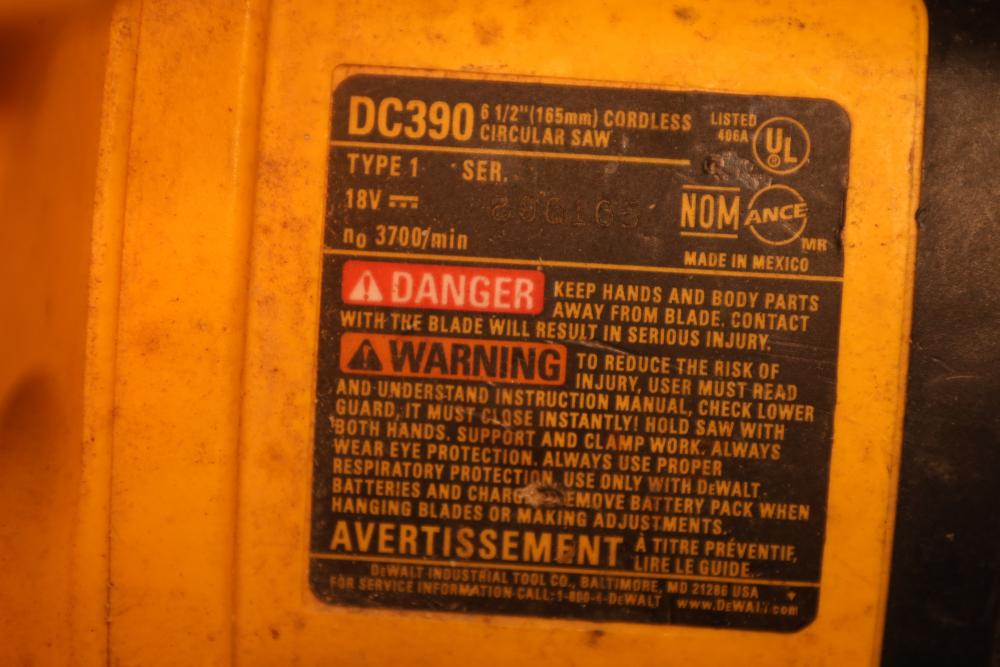 DC390 6 1/2"(165mm) CORDLESS
CIRCULAR SAW
LISTED
406A
UL
®
TYPE 1 SER.
18V
no 3700/min
NOM ANCE
MR
MADE IN MEXICO
DANGER KEEP HANDS AND BODY PARTS
AWAY FROM BLADE. CONTACT
WITH THE BLADE WILL RESULT IN SERIOUS INJURY.
WARNING TO REDUCE THE RISK OF
INJURY, USER MUST READ
AND UNDERSTAND INSTRUCTION MANUAL, CHECK LOWER
GUARD, IT MUST CLOSE INSTANTLY! HOLD SAW WITH
BOTH HANDS. SUPPORT AND CLAMP WORK. ALWAYS
WEAR EYE PROTECTION. ALWAYS USE PROPER
RESPIRATORY PROTECTION. USE ONLY WITH DEWALT
BATTERIES AND BATTERY PACK WHEN
HANGING BLADES OR MAKING ADJUSTMENTS.
AVERTISSEMENT À TITRE PRÉVENTIF,
LIRE LE GUIDE
DEWALT INDUSTRIAL TOOL CO., BALTIMORE, MD 21286 USA
FOR SERVICE INFORMATION CALL:1-800-4-DEWALT www.DEWALT.com